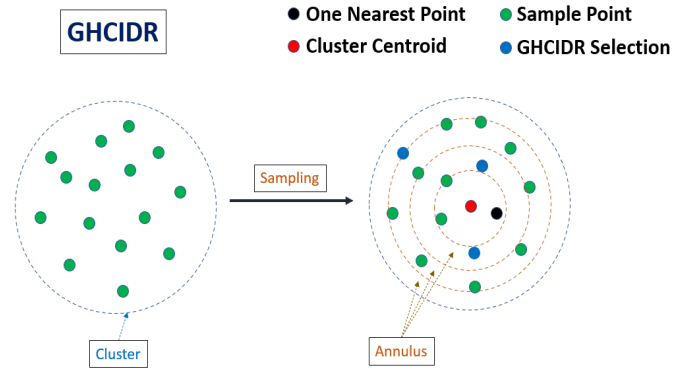 GHCIDR
One Nearest Point
Sample Point
Cluster Centroid
GHCIDR Selection
Sampling
Cluster
Annulus